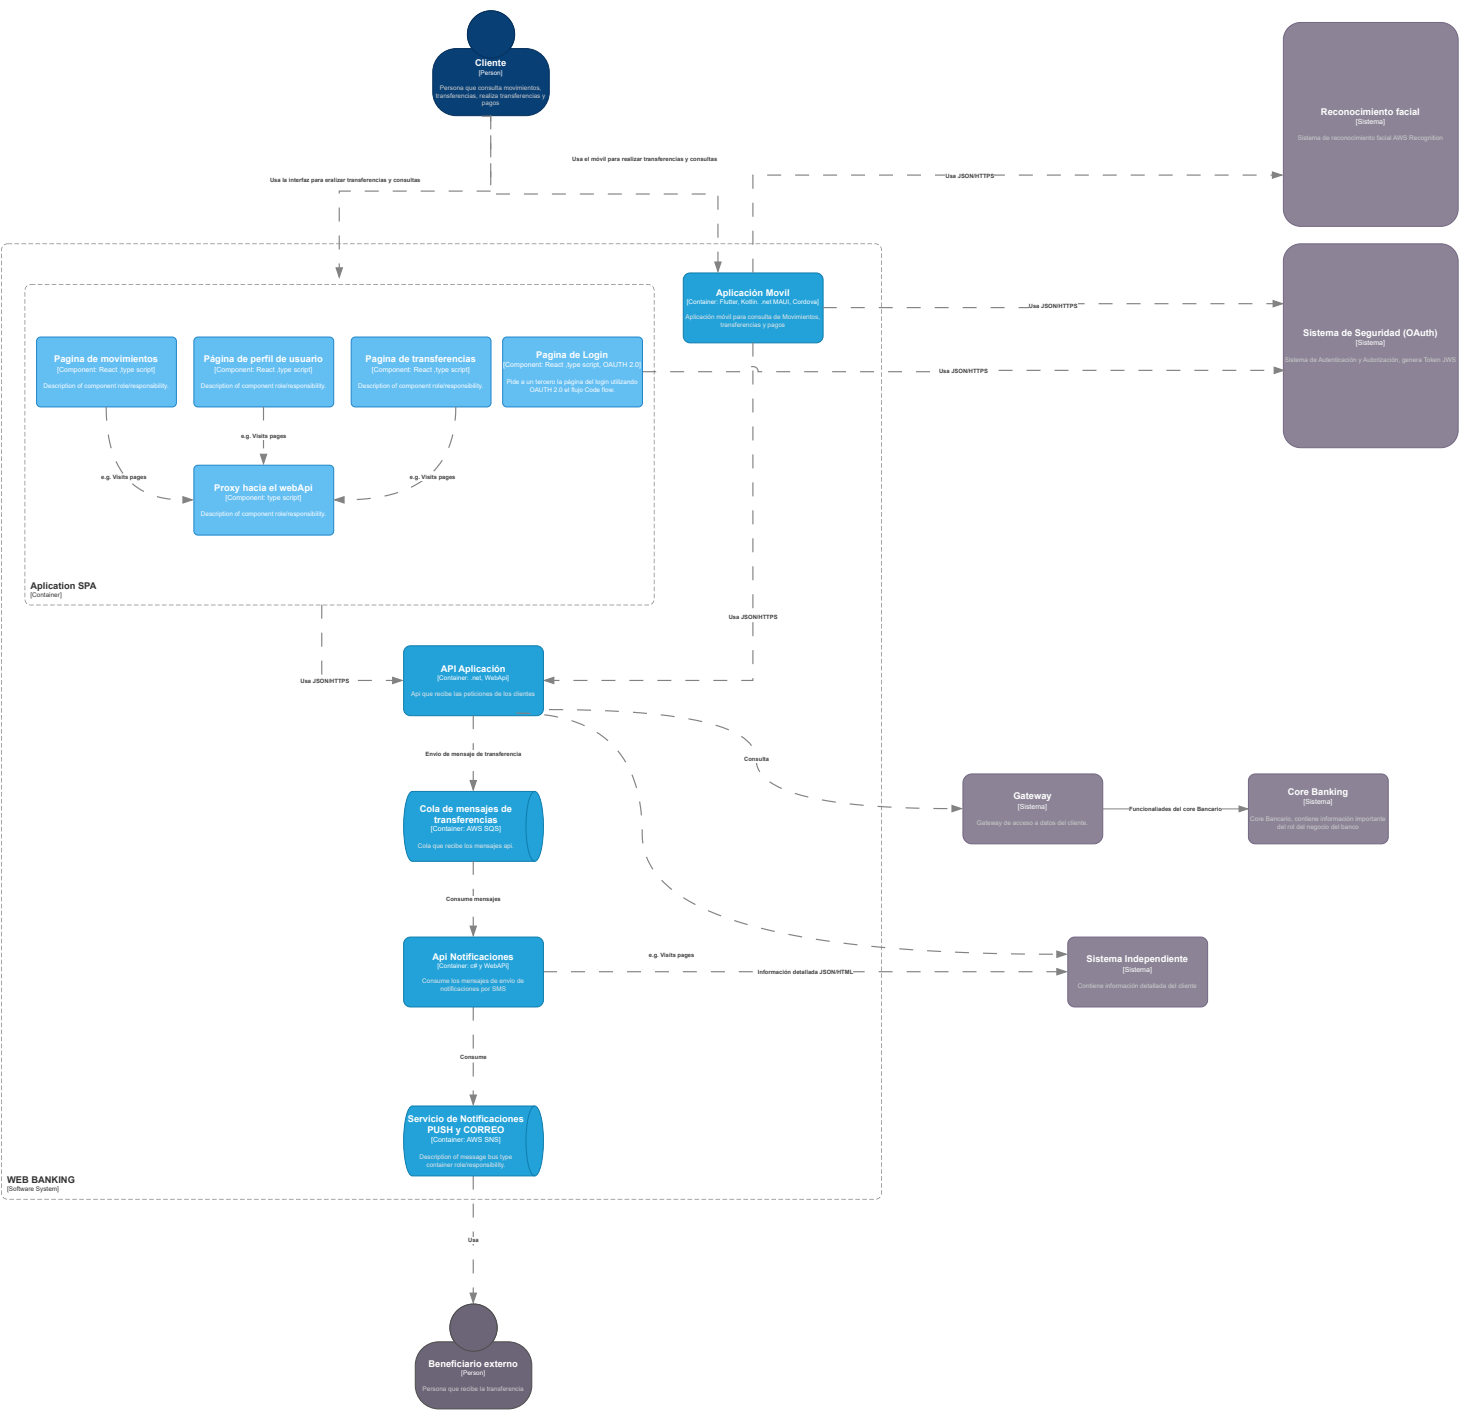 Cliente
[Person]
Persona que consulta movimientos,
transferencias, realiza transferencias y
pagos
Reconocimiento facial
[Sistema]
Sistema de reconocimiento facial AWS Recognition
Usa el móvil para realizar transferencias y consultas
Usa JSON/HTTPS
Usa la interfaz para eralizar transferencias y consultas
Aplicación Movil
[Container: Flutter, Kotlin. .net MAUI, Cordova]
Aplicación móvil para consulta de Movimientos,
transferencias y pagos
Usa JSON/HTTPS
Sistema de Seguridad (OAuth)
[Sistema]
Sistema de Autenticación y Autorización, genera Token JWS
Pagina de movimientos
[Component: React ,type script]
Description of component role/responsibility.
Página de perfil de usuario
[Component: React ,type script]
Description of component role/responsibility.
Pagina de transferencias
[Component: React ,type script]
Description of component role/responsibility.
Pagina de Login
[Component: React ,type script, OAUTH 2.0]
Pide a un tercero la página del login utilizando
OAUTH 2.0 el flujo Code flow.
Usa JSON/HTTPS
e.g. Visits pages
e.g. Visits pages
e.g. Visits pages
Proxy hacia el webApi
[Component: type script]
Description of component role/responsibility.
Aplication SPA
[Container]
Usa JSON/HTTPS
Usa JSON/HTTPS
API Aplicación
[Container: .net, WebApi]
Api que recibe las peticiones de los clientes
Envio de mensaje de transferencia
Consulta
Cola de mensajes de
transferencias
[Container: AWS SQS]
Cola que recibe los mensajes api.
Gateway
[Sistema]
Gateway de acceso a datos del cliente.
Funcionaliades del core Bancario
Core Banking
[Sistema]
Core Bancario, contiene información importante
del rol del negocio del banco
Consume mensajes
Api Notificaciones
[Container: c# y WebAPi]
Consume los mensajes de envio de
notificaciones por SMS
e.g. Visits pages
Información detallada JSON/HTML
Sistema Independiente
[Sistema]
Contiene información detallada del cliente
Consume
Servicio de Notificaciones
PUSH y CORREO
[Container: AWS SNS]
Description of message bus type
container role/responsibility.
WEB BANKING
[Software System]
Usa
Beneficiario externo
[Person]
Persona que recibe la transferencia